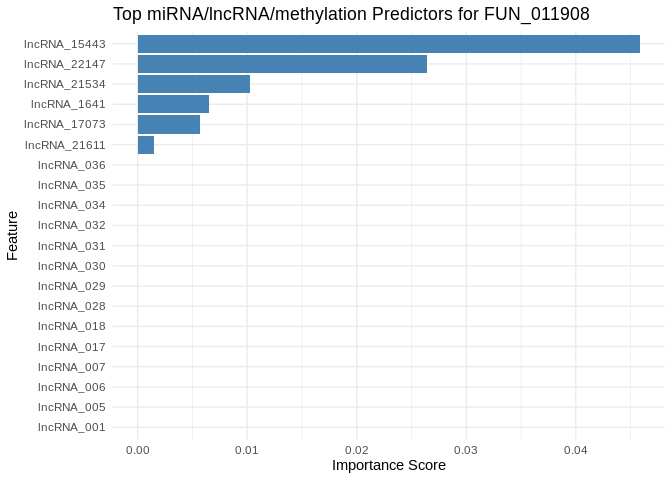 Top miRNA/lncRNA/methylation Predictors for FUN_011908
Feature
lncRNA_15443
lncRNA_22147
lncRNA_21534
lncRNA_1641
lncRNA_17073
lncRNA_21611
lncRNA_036
lncRNA_035
lncRNA_034
lncRNA_032
lncRNA_031
lncRNA_030
lncRNA_029
lncRNA_028
lncRNA_018
lncRNA_017
lncRNA_007
lncRNA_006
lncRNA_005
lncRNA_001
0.00 0.01 0.02 0.03 0.04
Importance Score